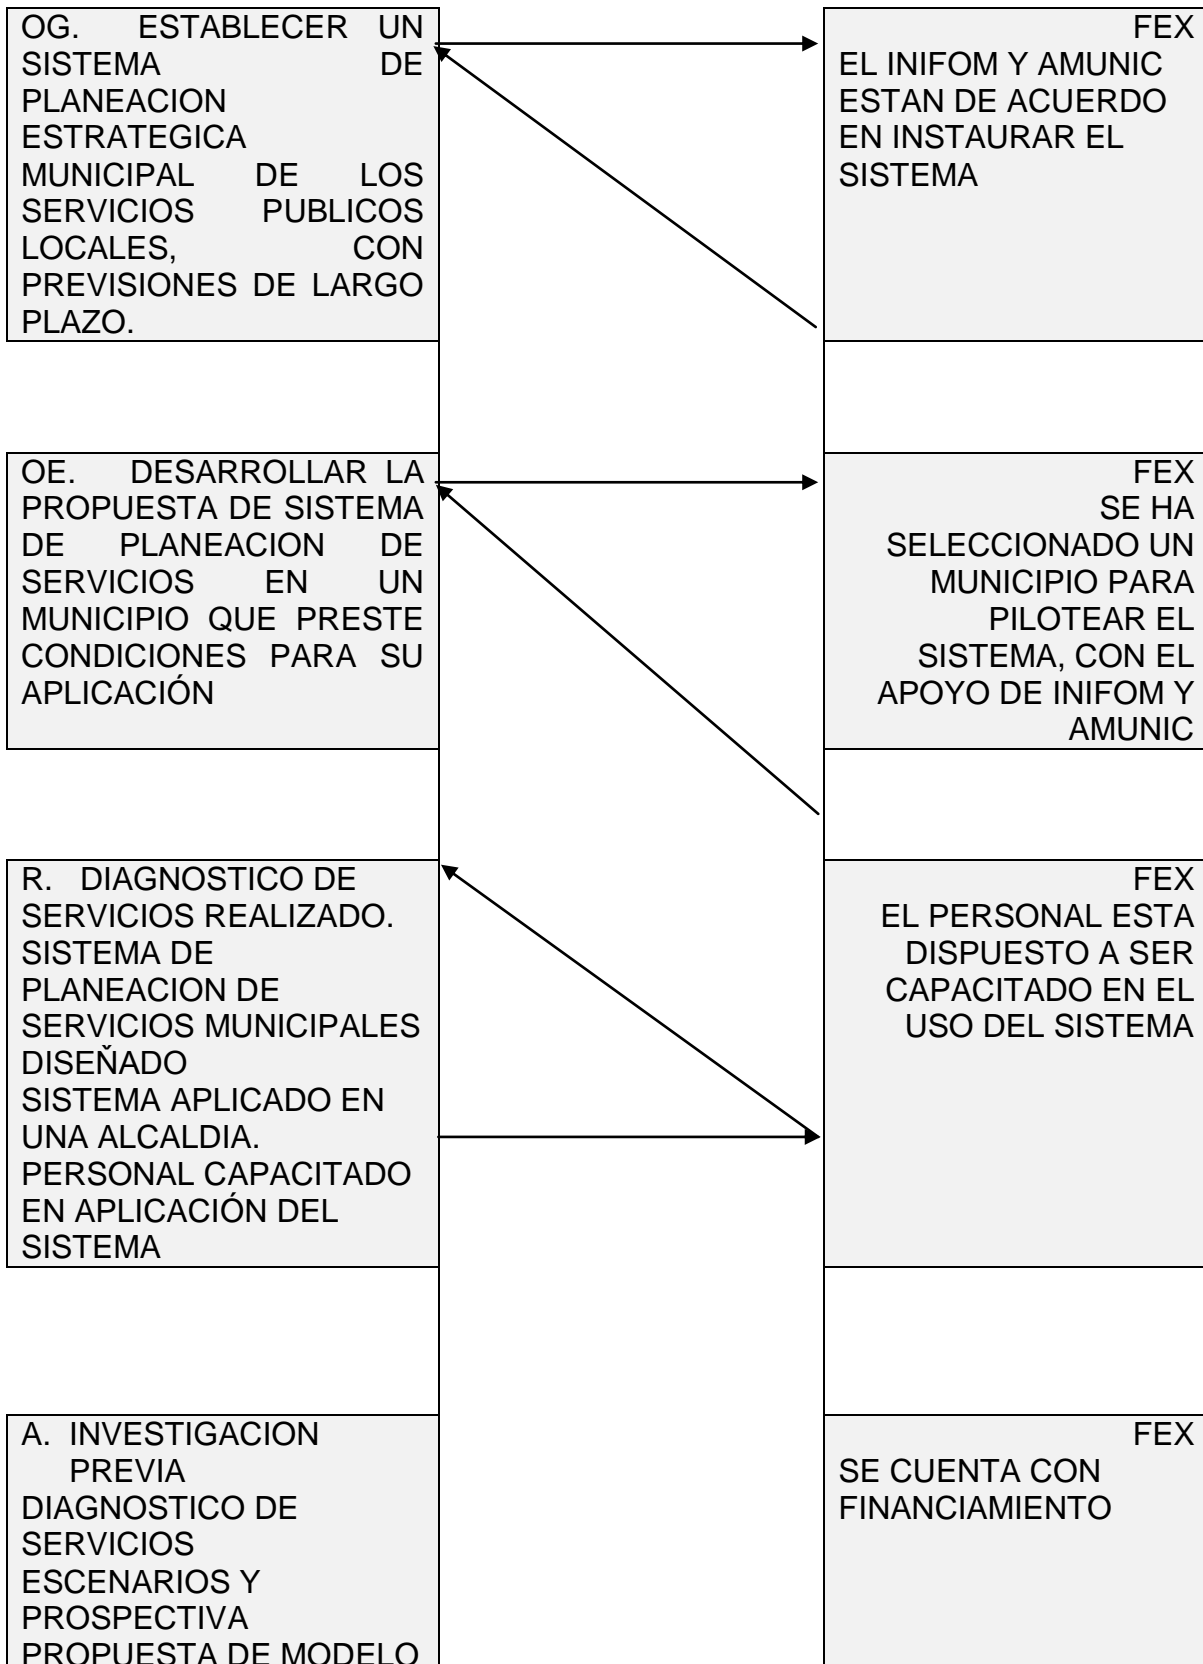 OG. ESTABLECER UN
SISTEMA DE
PLANEACION
ESTRATEGICA
MUNICIPAL DE LOS
SERVICIOS PUBLICOS
LOCALES, CON
PREVISIONES DE LARGO
PLAZO.
FEX
EL INIFOM Y AMUNIC
ESTAN DE ACUERDO
EN INSTAURAR EL
SISTEMA
OE. DESARROLLAR LA
PROPUESTA DE SISTEMA
DE PLANEACION DE
SERVICIOS EN UN
MUNICIPIO QUE PRESTE
CONDICIONES PARA SU
APLICACIÓN
FEX
SE HA
SELECCIONADO UN
MUNICIPIO PARA
PILOTEAR EL
SISTEMA, CON EL
APOYO DE INIFOM Y
AMUNIC
R. DIAGNOSTICO DE
SERVICIOS REALIZADO.
SISTEMA DE
PLANEACION DE
SERVICIOS MUNICIPALES
DISEŇADO
SISTEMA APLICADO EN
UNA ALCALDIA.
PERSONAL CAPACITADO
EN APLICACIÓN DEL
SISTEMA
FEX
EL PERSONAL ESTA
DISPUESTO A SER
CAPACITADO EN EL
USO DEL SISTEMA
A. INVESTIGACION
PREVIA
DIAGNOSTICO DE
SERVICIOS
ESCENARIOS Y
PROSPECTIVA
PROPUESTA DE MODELO
FEX
SE CUENTA CON
FINANCIAMIENTO